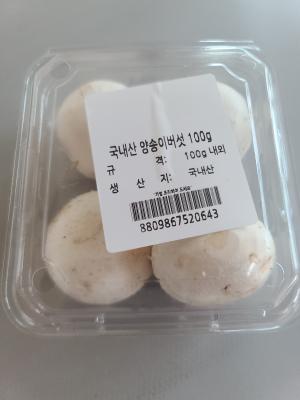 국내산 양송이버섯 100g
규 격: 100g 내외
생 산 지: 국내산
8809867520643